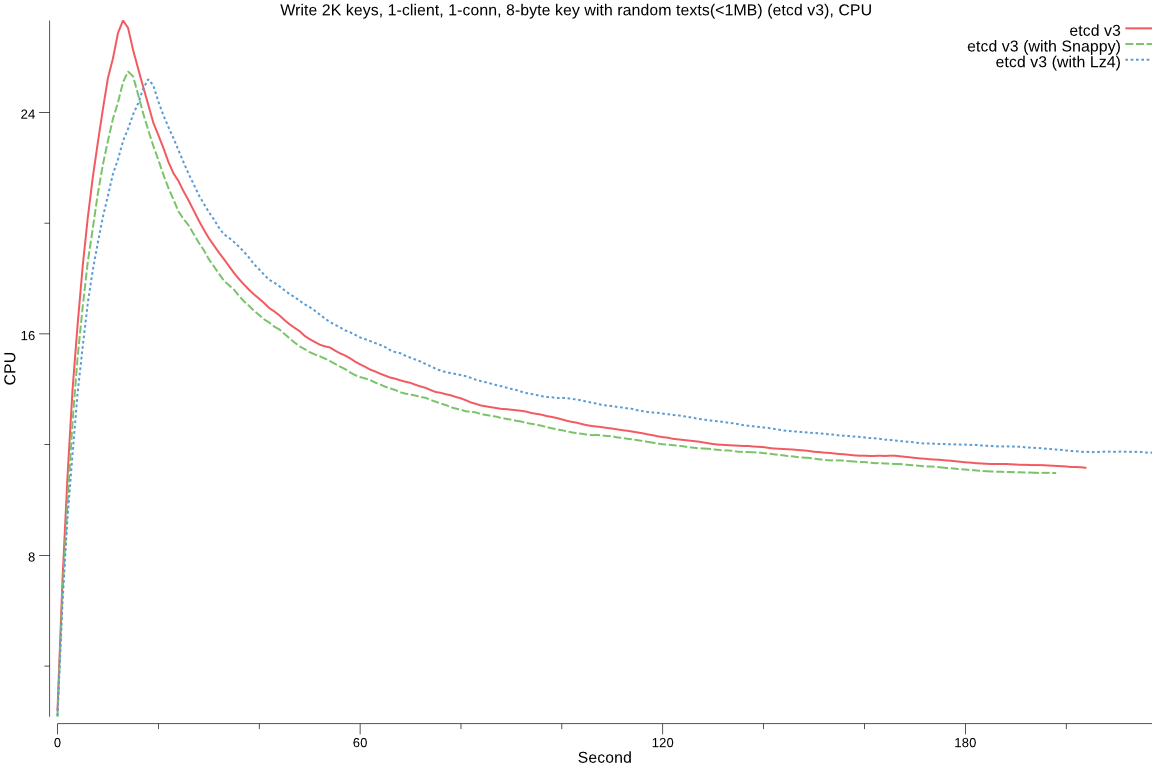 Write 2K keys, 1-client, 1-conn, 8-byte key with random texts(<1MB) (etcd v3), CPU
etcd v3
etcd v3 (with Snappy)
etcd v3 (with Lz4)
24
16
8
CPU
0
60
120
180
Second